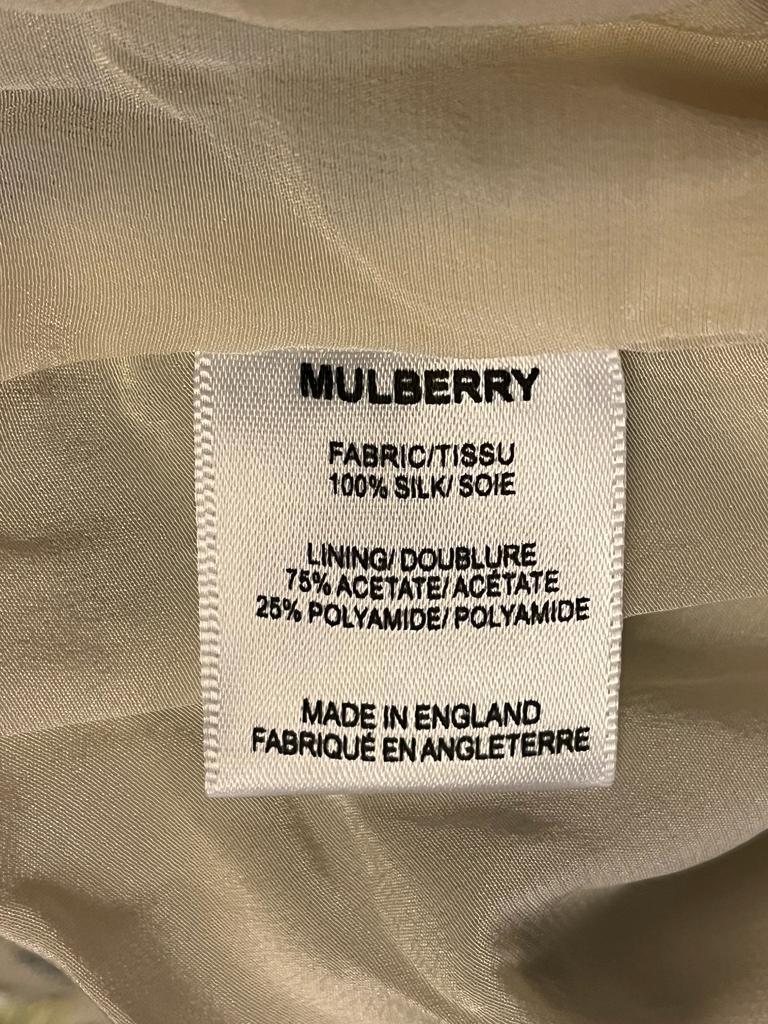 MULBERRY
FABRIC/TISSU
100% SILK/ SOIE
LINING/ DOUBLURE
75% ACETATE/ ACÉTATE
25% POLYAMIDE/ POLYAMIDE
MADE IN ENGLAND
FABRIQUÉ EN ANGLETERRE